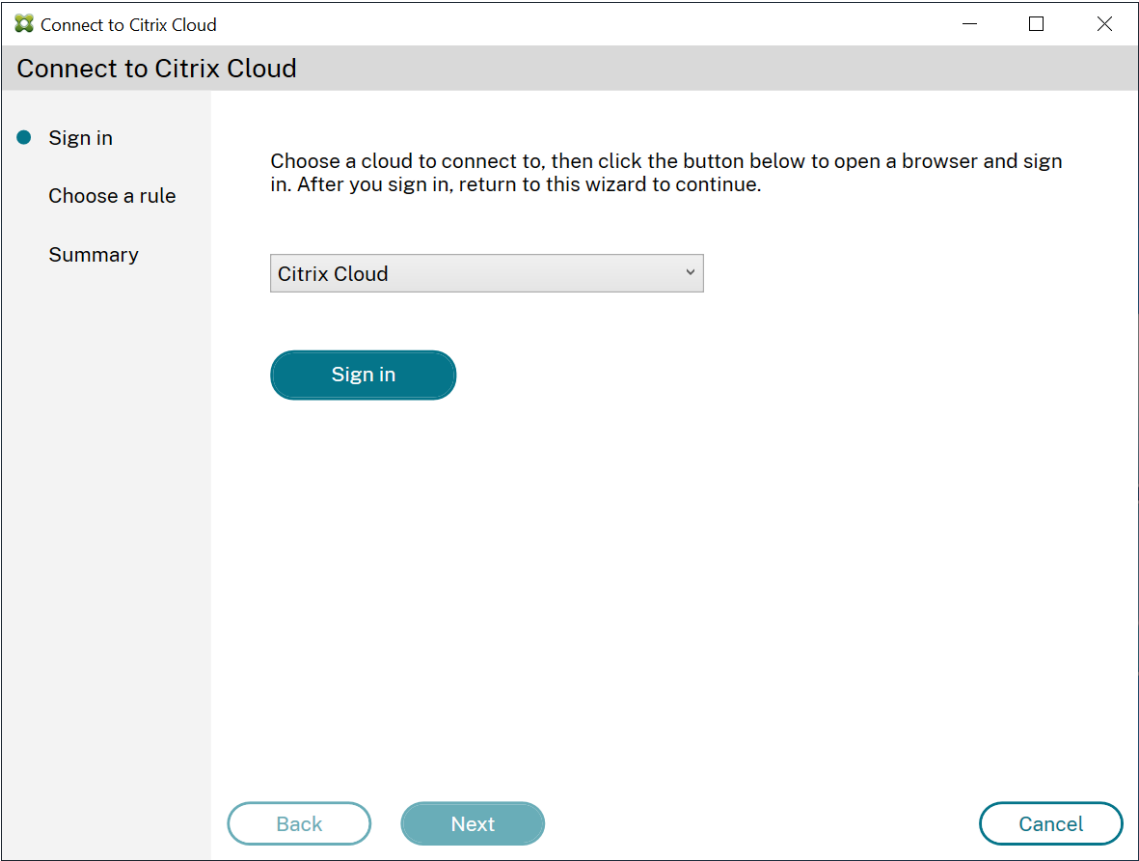 Connect to Citrix Cloud
Connect to Citrix Cloud
Sign in
Choose a rule
Summary
Choose a cloud to connect to, then click the button below to open a browser and sign
in. After you sign in, return to this wizard to continue.
Citrix Cloud
Sign in
Back
Next
Cancel